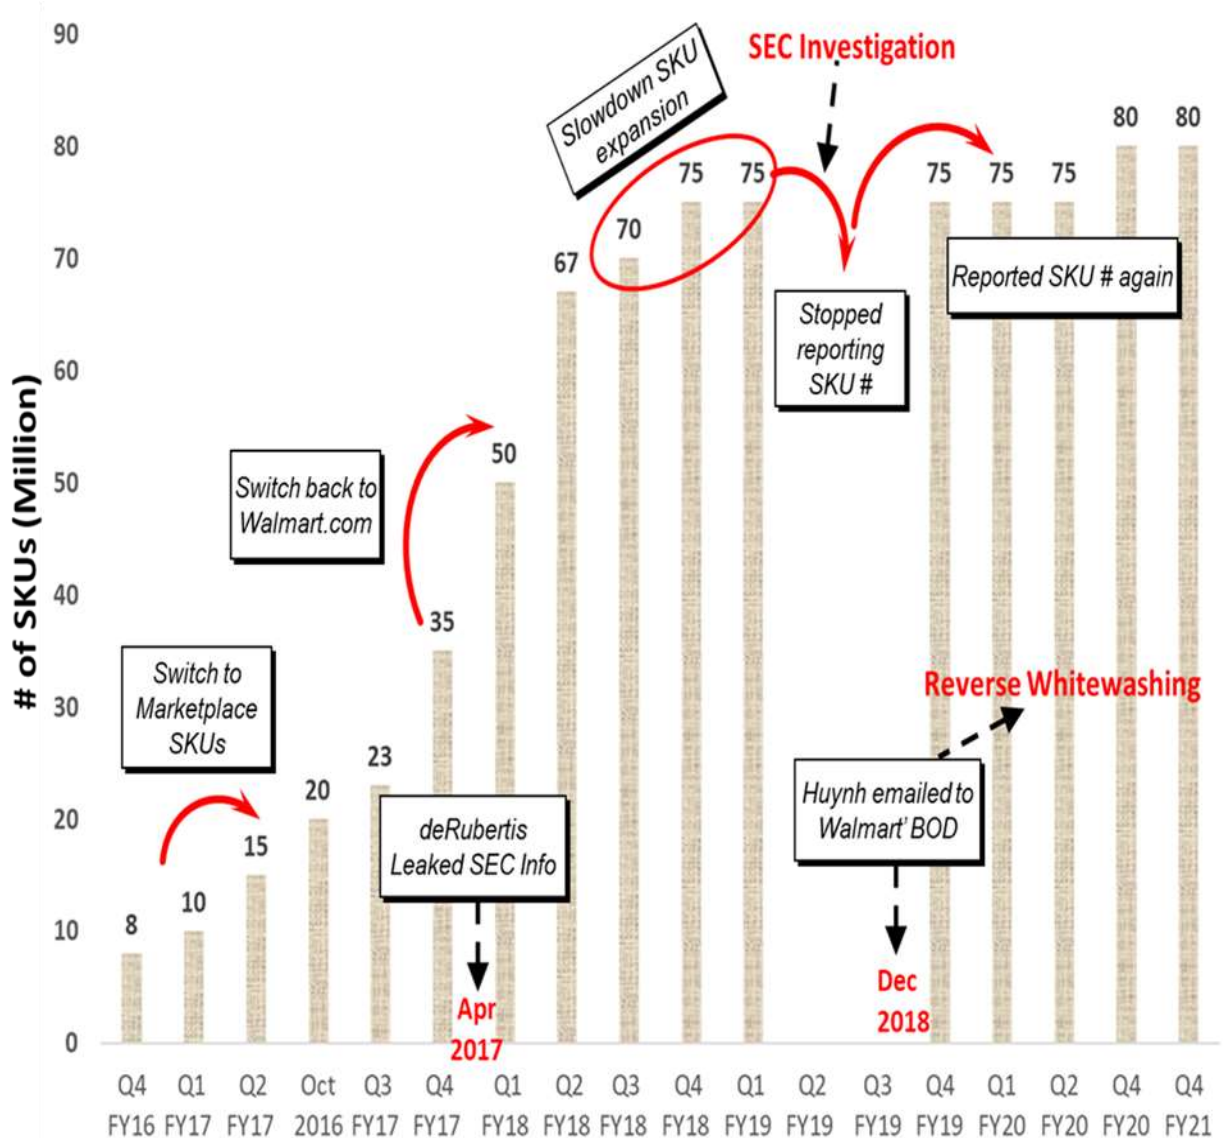 # of SKUs (Million)
90
80
70
60
50
40
30
20
10
0
8
10
15
20
23
35
50
67
70
75
75
75
75
75
80
80
Switch to
Marketplace
SKUs
Switch back to
Walmart.com
deRubertis
Leaked SEC Info
Apr
2017
Slowdown SKU
expansion
SEC Investigation
Stopped
reporting
SKU #
Reported SKU # again
Reverse Whitewashing
Huynh emailed to
Walmart' BOD
Dec
2018
Q4 Q1 Q2 Oct Q3 Q4 Q1 Q2 Q3 Q4 Q1 Q2 Q3 Q4 Q1 Q2 Q4 Q4
FY16 FY17 FY17 2016 FY17 FY17 FY18 FY18 FY18 FY18 FY19 FY19 FY19 FY19 FY20 FY20 FY20 FY21